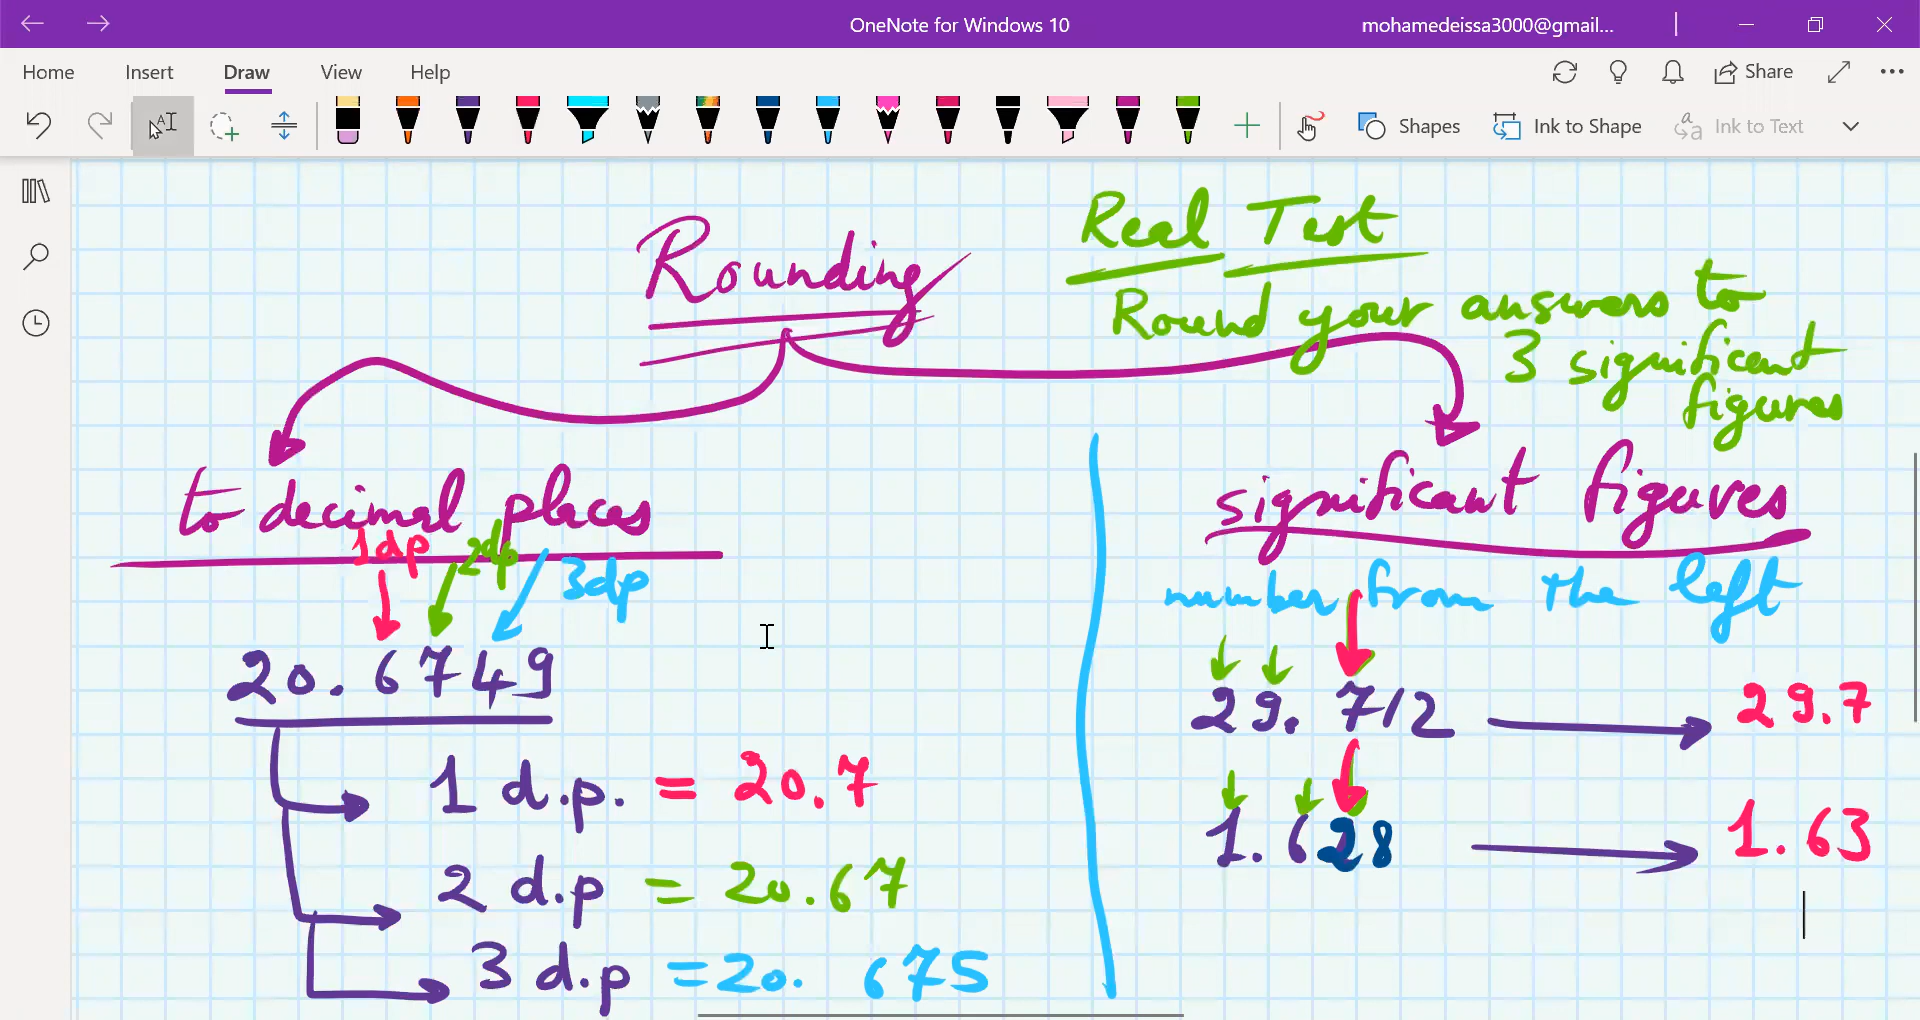 OneNote for Windows 10
mohamedeissa3000@gmail...
Home Insert Draw View Help
Share
Shapes Ink to Shape Ink to Text
Real Test
Rounding
Round your answers to
3 significant
figures
to decimal places
significant figures
1dp 2dp 3dp
number from the left
20.6749
29.712 29.7
1 d.p. = 20.7
1.628 1.63
2 d.p = 20.67
3 d.p = 20.675